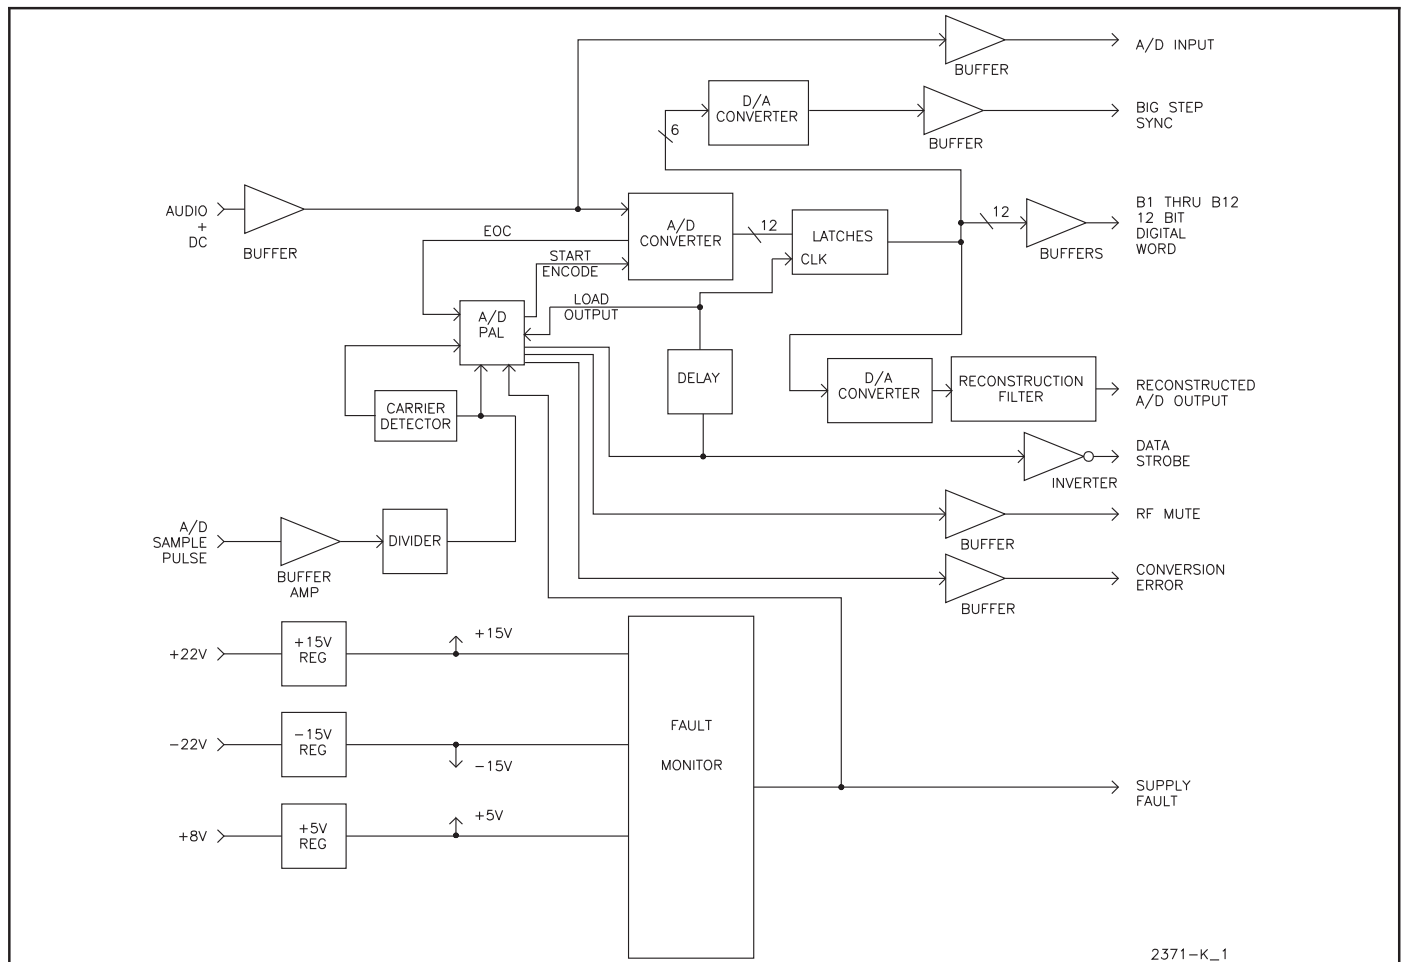 A/D INPUT
BUFFER
D/A
CONVERTER
6
BUFFER
BIG STEP
SYNC
AUDIO
+
DC
BUFFER
EOC
START
ENCODE
A/D
CONVERTER
12
LATCHES
CLK
12
BUFFERS
B1 THRU B12
12 BIT
DIGITAL
WORD
LOAD
OUTPUT
A/D
PAL
DELAY
CARRIER
DETECTOR
D/A
CONVERTER
RECONSTRUCTION
FILTER
RECONSTRUCTED
A/D OUTPUT
INVERTER
DATA
STROBE
A/D
SAMPLE
PULSE
BUFFER
AMP
DIVIDER
BUFFER
RF MUTE
BUFFER
CONVERSION
ERROR
+22V
+15V
REG
+15V
-22V
-15V
REG
-15V
+8V
+5V
REG
+5V
FAULT
MONITOR
SUPPLY
FAULT
2371-K_1